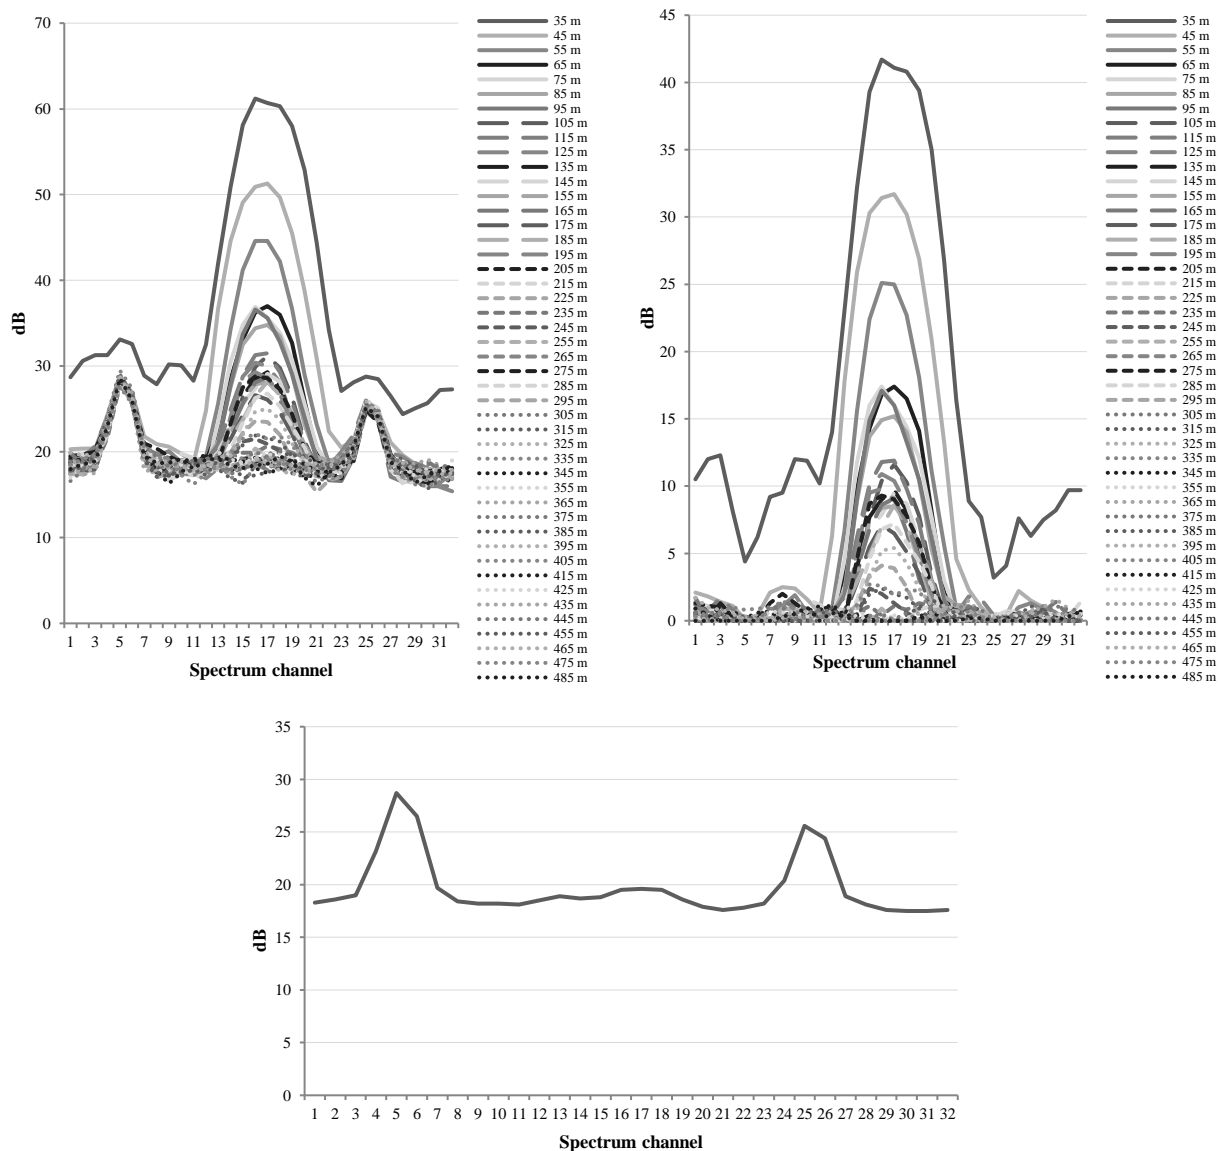 70
60
50
40
30
20
10
0
dB
1 3 5 7 9 11 13 15 17 19 21 23 25 27 29 31
Spectrum channel
35 m
45 m
55 m
65 m
75 m
85 m
95 m
105 m
115 m
125 m
135 m
145 m
155 m
165 m
175 m
185 m
195 m
205 m
215 m
225 m
235 m
245 m
255 m
265 m
275 m
285 m
295 m
305 m
315 m
325 m
335 m
345 m
355 m
365 m
375 m
385 m
395 m
405 m
415 m
425 m
435 m
445 m
455 m
465 m
475 m
485 m
45
40
35
30
25
20
15
10
5
0
dB
1 3 5 7 9 11 13 15 17 19 21 23 25 27 29 31
Spectrum channel
35 m
45 m
55 m
65 m
75 m
85 m
95 m
105 m
115 m
125 m
135 m
145 m
155 m
165 m
175 m
185 m
195 m
205 m
215 m
225 m
235 m
245 m
255 m
265 m
275 m
285 m
295 m
305 m
315 m
325 m
335 m
345 m
355 m
365 m
375 m
385 m
395 m
405 m
415 m
425 m
435 m
445 m
455 m
465 m
475 m
485 m
35
30
25
20
15
10
5
0
dB
1 2 3 4 5 6 7 8 9 10 11 12 13 14 15 16 17 18 19 20 21 22 23 24 25 26 27 28 29 30 31 32
Spectrum channel